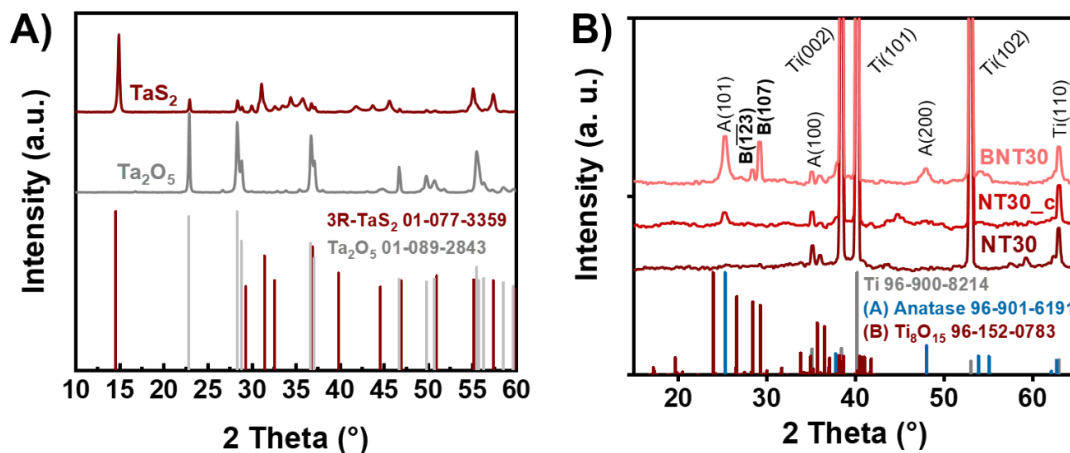 A)
Intensity (a.u.)
TaS2
Ta2O5
3R-TaS2 01-077-3359
Ta2O5 01-089-2843
10 15 20 25 30 35 40 45 50 55 60
2 Theta (°)
B)
Intensity (a. u.)
A(101)
B(1̅2̅3)
B(107)
Ti(002)
A(100)
Ti(101)
A(200)
Ti(102)
Ti(110)
BNT30
NT30_c
NT30
Ti 96-900-8214
(A) Anatase 96-901-6191
(B) Ti8O15 96-152-0783
20 30 40 50 60
2 Theta (°)